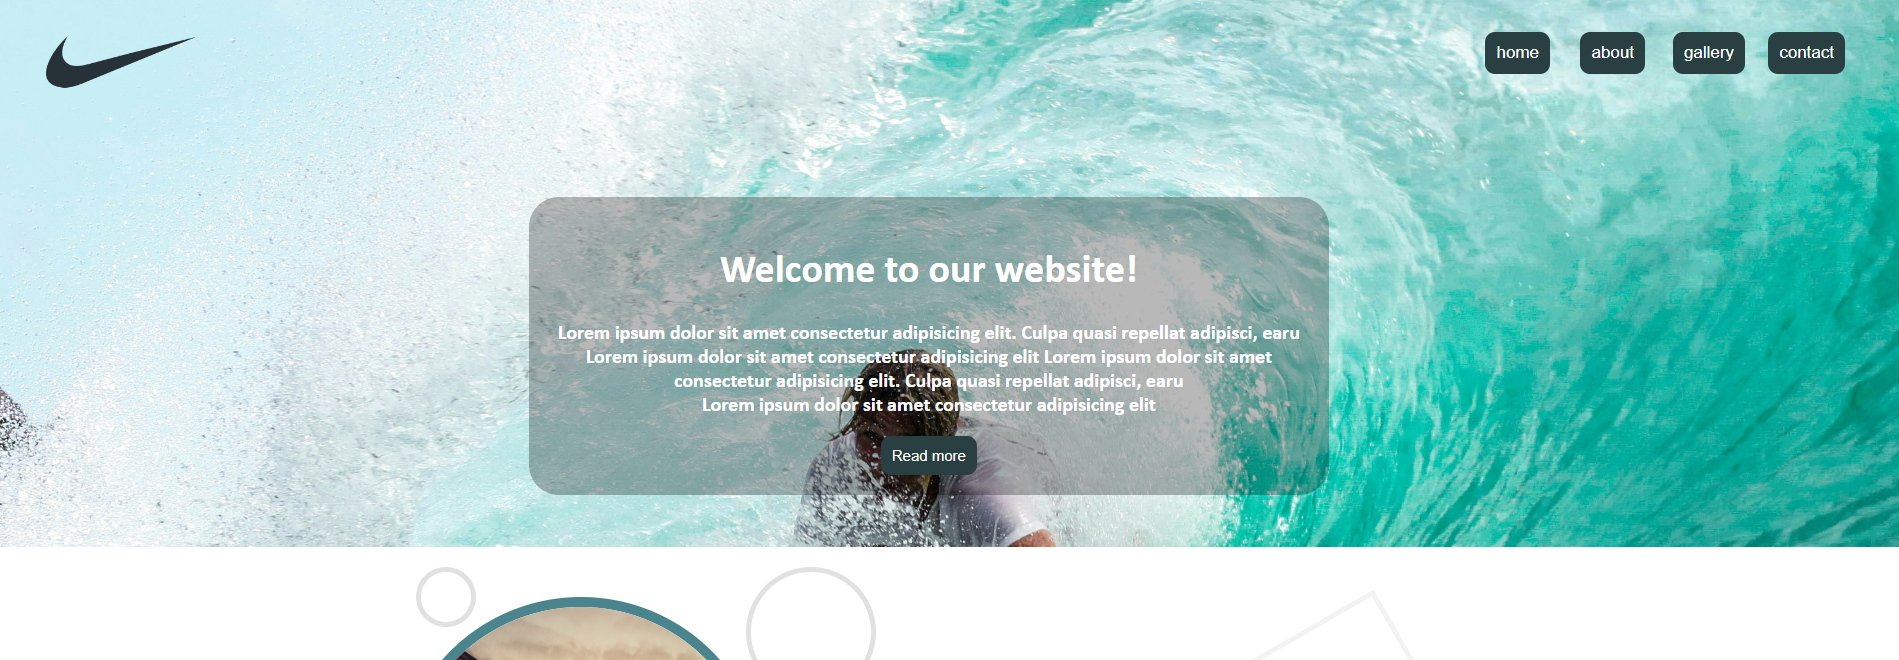 home about gallery contact
Welcome to our website!
Lorem ipsum dolor sit amet consectetur adipisicing elit. Culpa quasi repellat adipisci, earu
Lorem ipsum dolor sit amet consectetur adipisicing elit Lorem ipsum dolor sit amet
consectetur adipisicing elit. Culpa quasi repellat adipisci, earu
Lorem ipsum dolor sit amet consectetur adipisicing elit
Read more